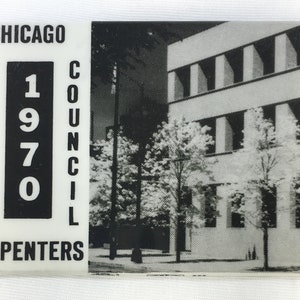 HICAGO
1970
COUNCIL
PENTERS